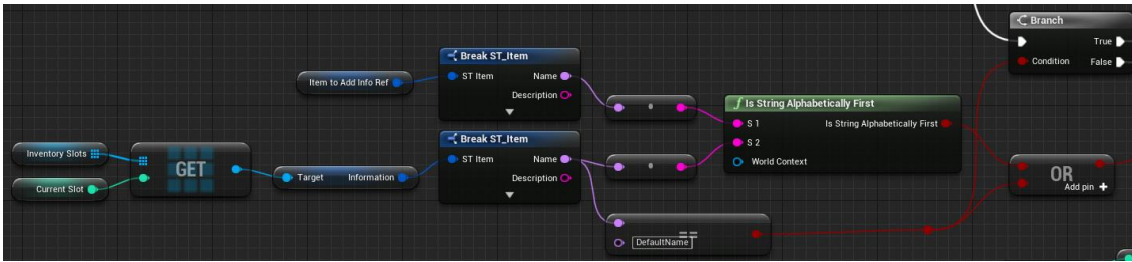 Branch
True
Condition False
Break ST_Item
ST Item Name
Description
Item to Add Info Ref
Is String Alphabetically First
S 1 Is String Alphabetically First
S 2
World Context
Break ST_Item
ST Item Name
Description
Inventory Slots
GET
Current Slot
Target Information
OR
Add pin +
==
DefaultName